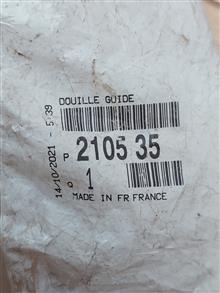 DOUILLE GUIDE
14/10/2021 - 5:39
P 2105 35
Q 1
MADE IN FR FRANCE